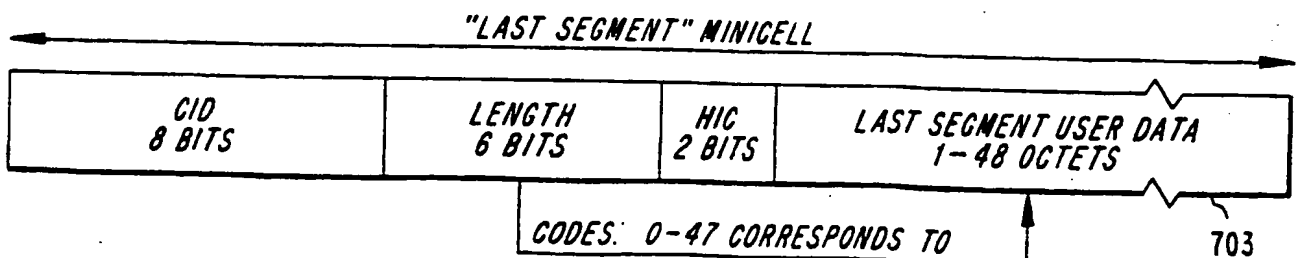 "LAST SEGMENT" MINICELL
CID
8 BITS
LENGTH
6 BITS
HIC
2 BITS
LAST SEGMENT USER DATA
1-48 OCTETS
CODES: 0-47 CORRESPONDS TO
703